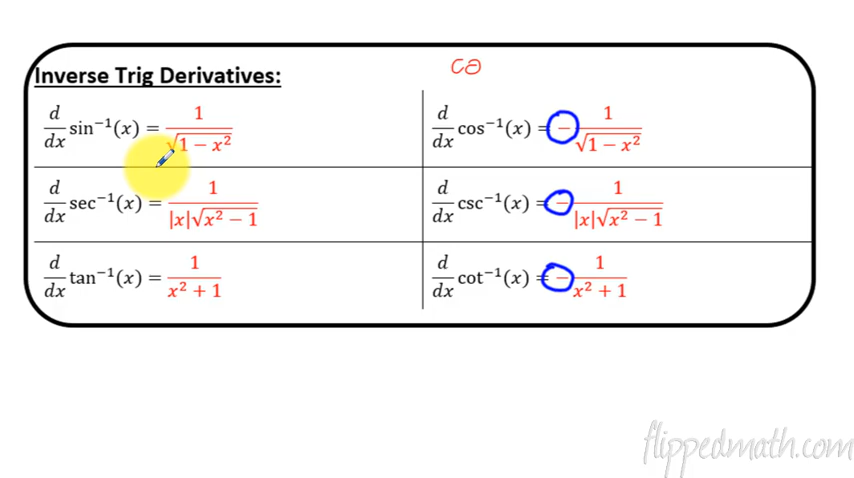 Inverse Trig Derivatives:
co
d/dx sin⁻¹(x) = 1/√(1 − x²)
d/dx cos⁻¹(x) = − 1/√(1 − x²)
d/dx sec⁻¹(x) = 1/(|x|√(x² − 1))
d/dx csc⁻¹(x) = − 1/(|x|√(x² − 1))
d/dx tan⁻¹(x) = 1/(x² + 1)
d/dx cot⁻¹(x) = − 1/(x² + 1)
flippedmath.com